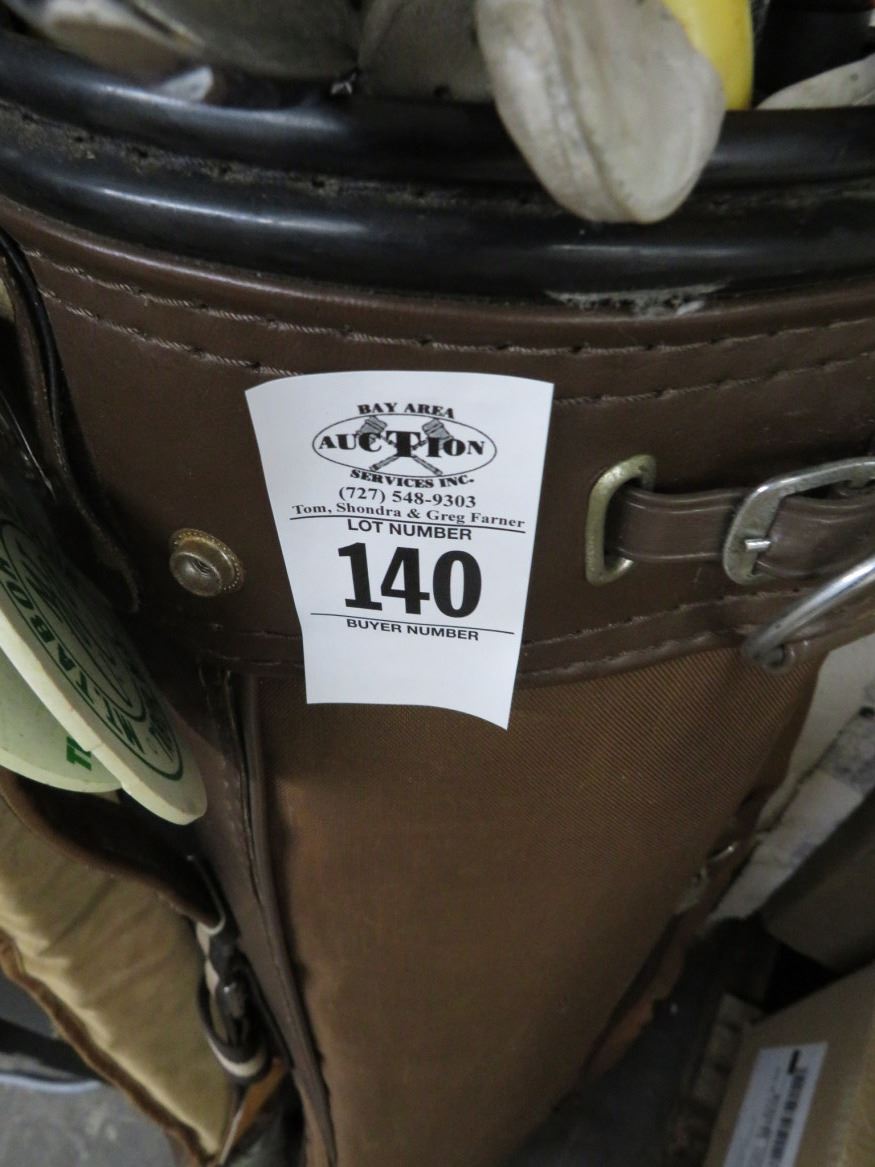 BAY AREA
AUCTION
SERVICES INC.
(727) 548-9303
Tom, Shondra & Greg Farner
LOT NUMBER
140
BUYER NUMBER